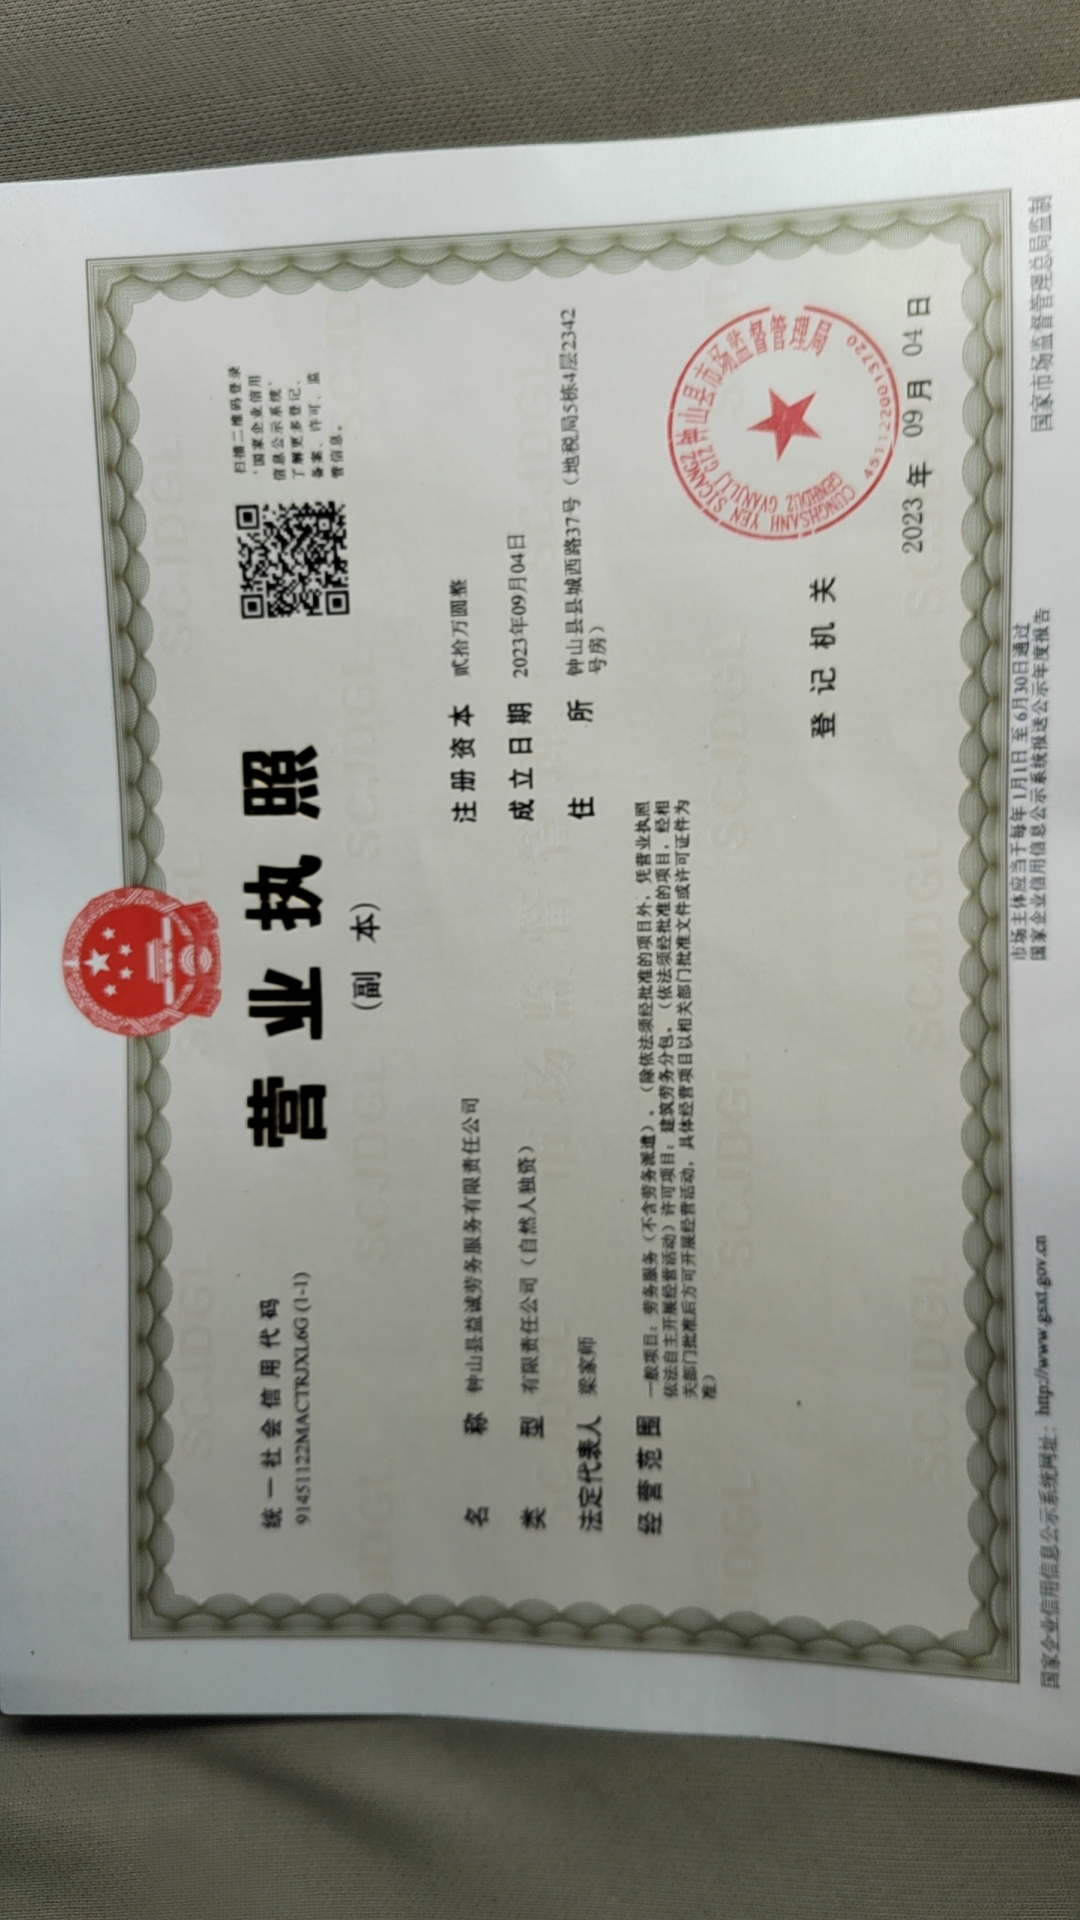 营业执照
（副 本）
统一社会信用代码
91451122MACTRJXL6G (1-1)
扫描二维码登录
‘国家企业信用
信息公示系统’
了解更多登记、
备案、许可、监
管信息。
名 称 钟山县益诚劳务服务有限责任公司
类 型 有限责任公司（自然人独资）
法定代表人 梁家师
经营范围 一般项目：劳务服务（不含劳务派遣）。（除依法须经批准的项目外，凭营业执照
依法自主开展经营活动）许可项目：建筑劳务分包。（依法须经批准的项目，经相
关部门批准后方可开展经营活动，具体经营项目以相关部门批准文件或许可证件为
准）
注册资本 贰拾万圆整
成立日期 2023年09月04日
住 所 钟山县县城西路37号（地税局5栋4层2342
号房）
登记机关
CUNGHSANH YEN SICANGZ
GENHDUZ GVANJLIJ GIZ
钟山县市场监督管理局
4511220013720
2023 年 09 月 04 日
国家企业信用信息公示系统网址：http://www.gsxt.gov.cn
市场主体应当于每年 1月1日 至 6月30日通过
国家企业信用信息公示系统报送公示年度报告
国家市场监督管理总局监制
SCJDGL